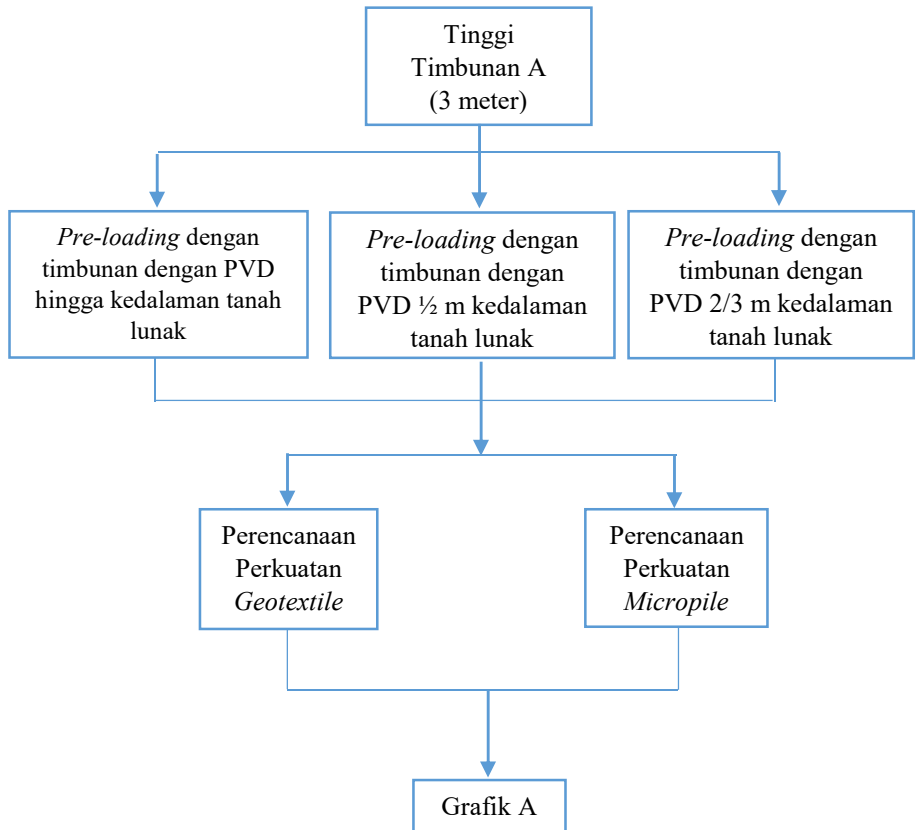 Tinggi
Timbunan A
(3 meter)
Pre-loading dengan
timbunan dengan PVD
hingga kedalaman tanah
lunak
Pre-loading dengan
timbunan dengan
PVD ½ m kedalaman
tanah lunak
Pre-loading dengan
timbunan dengan
PVD 2/3 m kedalaman
tanah lunak
Perencanaan
Perkuatan
Geotextile
Perencanaan
Perkuatan
Micropile
Grafik A